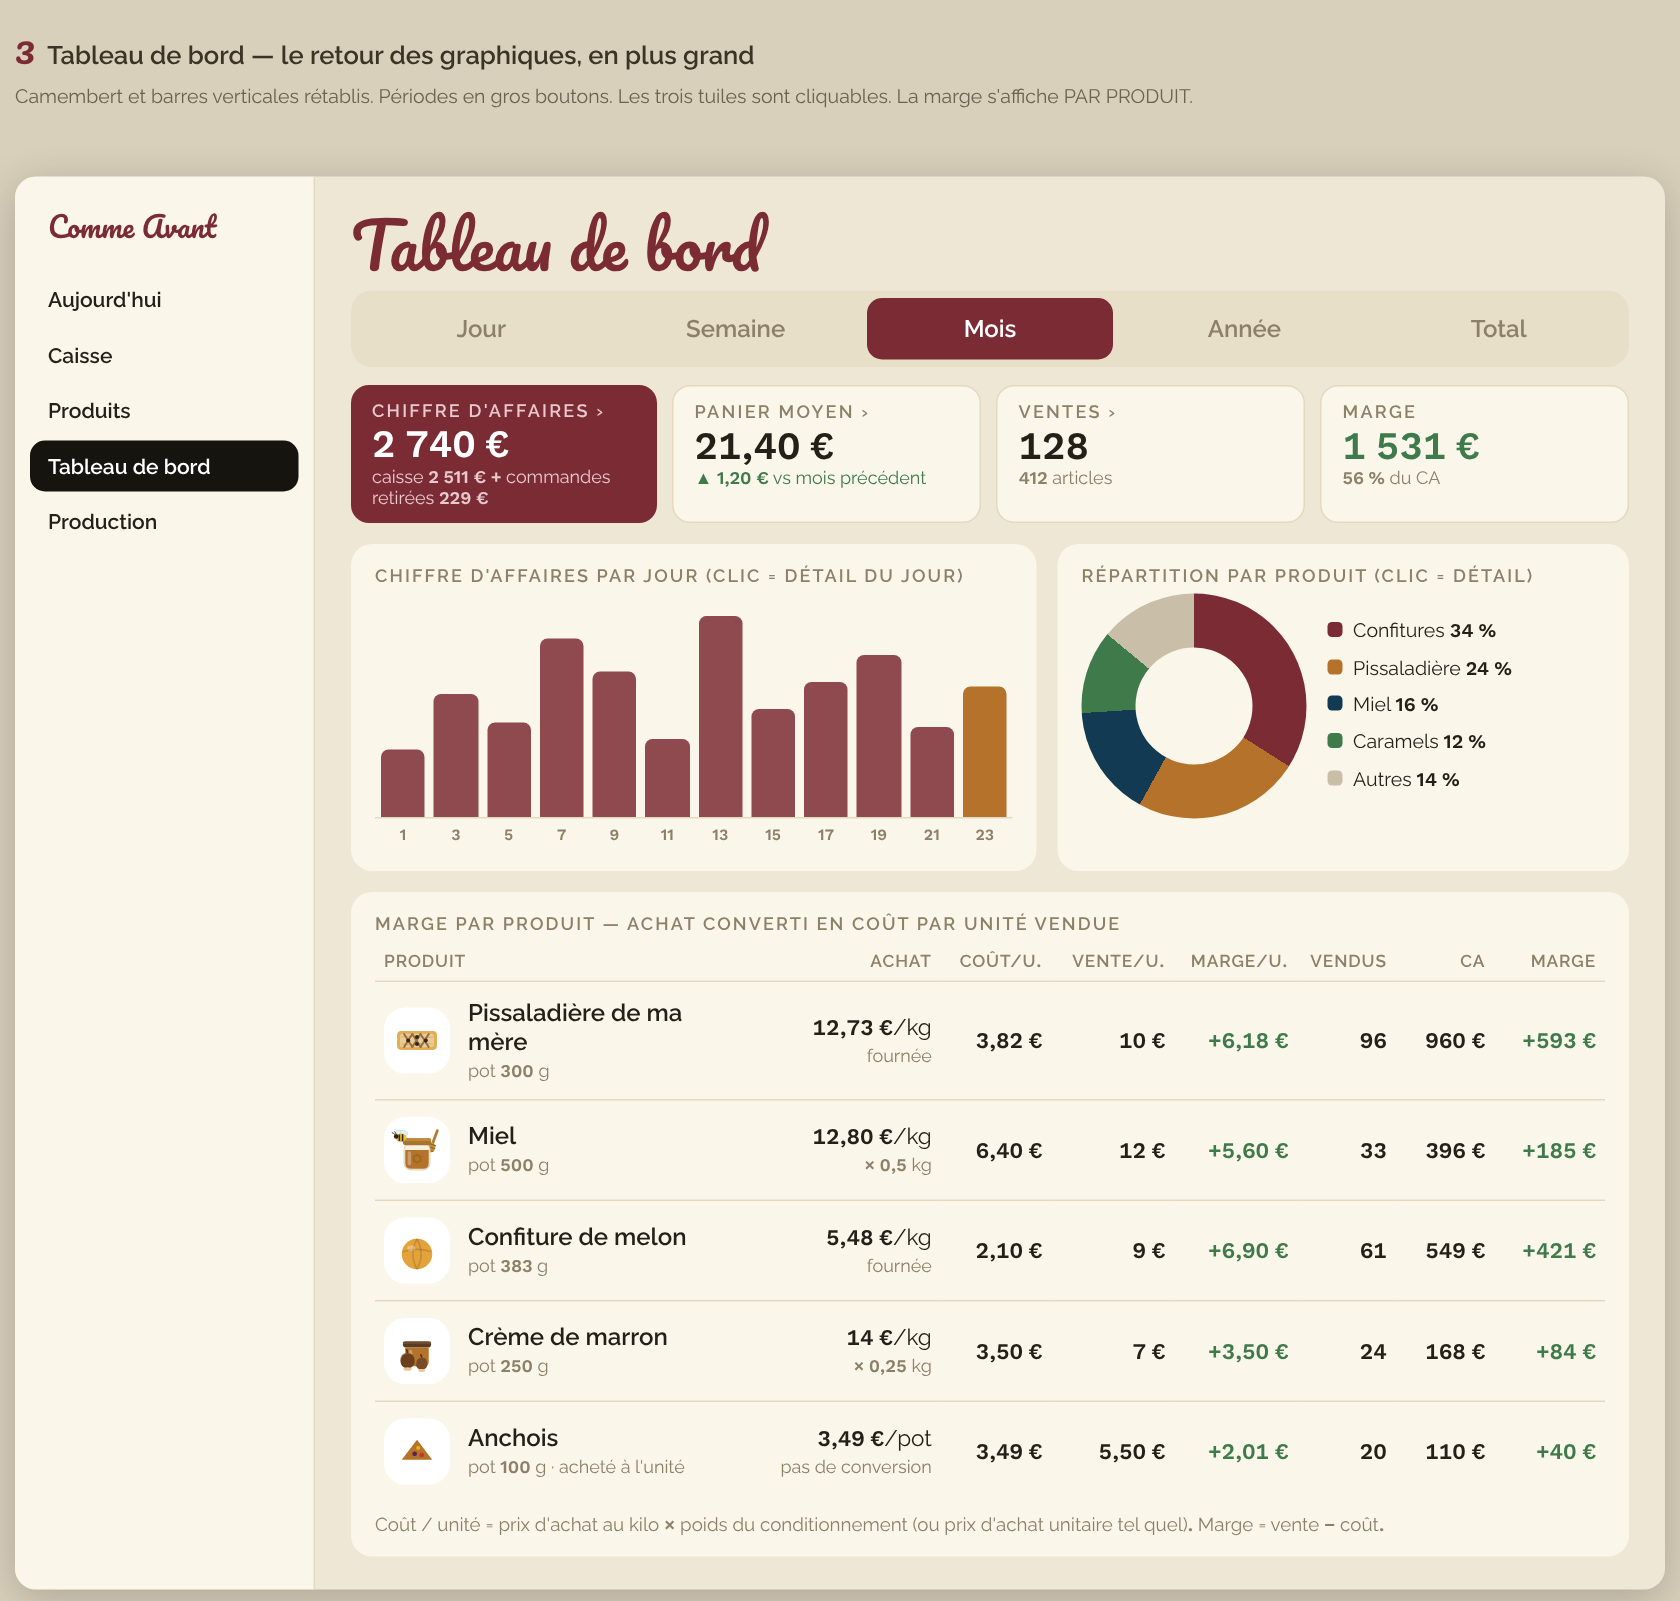 3 Tableau de bord — le retour des graphiques, en plus grand
Camembert et barres verticales rétablis. Périodes en gros boutons. Les trois tuiles sont cliquables. La marge s'affiche PAR PRODUIT.
Comme Avant
Aujourd'hui
Caisse
Produits
Tableau de bord
Production
Tableau de bord
Jour Semaine Mois Année Total
CHIFFRE D'AFFAIRES ›
2 740 €
caisse 2 511 € + commandes
retirées 229 €
PANIER MOYEN ›
21,40 €
▲ 1,20 € vs mois précédent
VENTES ›
128
412 articles
MARGE
1 531 €
56 % du CA
CHIFFRE D'AFFAIRES PAR JOUR (CLIC = DÉTAIL DU JOUR)
1 3 5 7 9 11 13 15 17 19 21 23
RÉPARTITION PAR PRODUIT (CLIC = DÉTAIL)
Confitures 34 %
Pissaladière 24 %
Miel 16 %
Caramels 12 %
Autres 14 %
MARGE PAR PRODUIT — ACHAT CONVERTI EN COÛT PAR UNITÉ VENDUE
PRODUIT ACHAT COÛT/U. VENTE/U. MARGE/U. VENDUS CA MARGE
Pissaladière de ma
mère
pot 300 g
12,73 €/kg
fournée
3,82 € 10 € +6,18 € 96 960 € +593 €
Miel
pot 500 g
12,80 €/kg
× 0,5 kg
6,40 € 12 € +5,60 € 33 396 € +185 €
Confiture de melon
pot 383 g
5,48 €/kg
fournée
2,10 € 9 € +6,90 € 61 549 € +421 €
Crème de marron
pot 250 g
14 €/kg
× 0,25 kg
3,50 € 7 € +3,50 € 24 168 € +84 €
Anchois
pot 100 g · acheté à l'unité
3,49 €/pot
pas de conversion
3,49 € 5,50 € +2,01 € 20 110 € +40 €
Coût / unité = prix d'achat au kilo × poids du conditionnement (ou prix d'achat unitaire tel quel). Marge = vente − coût.